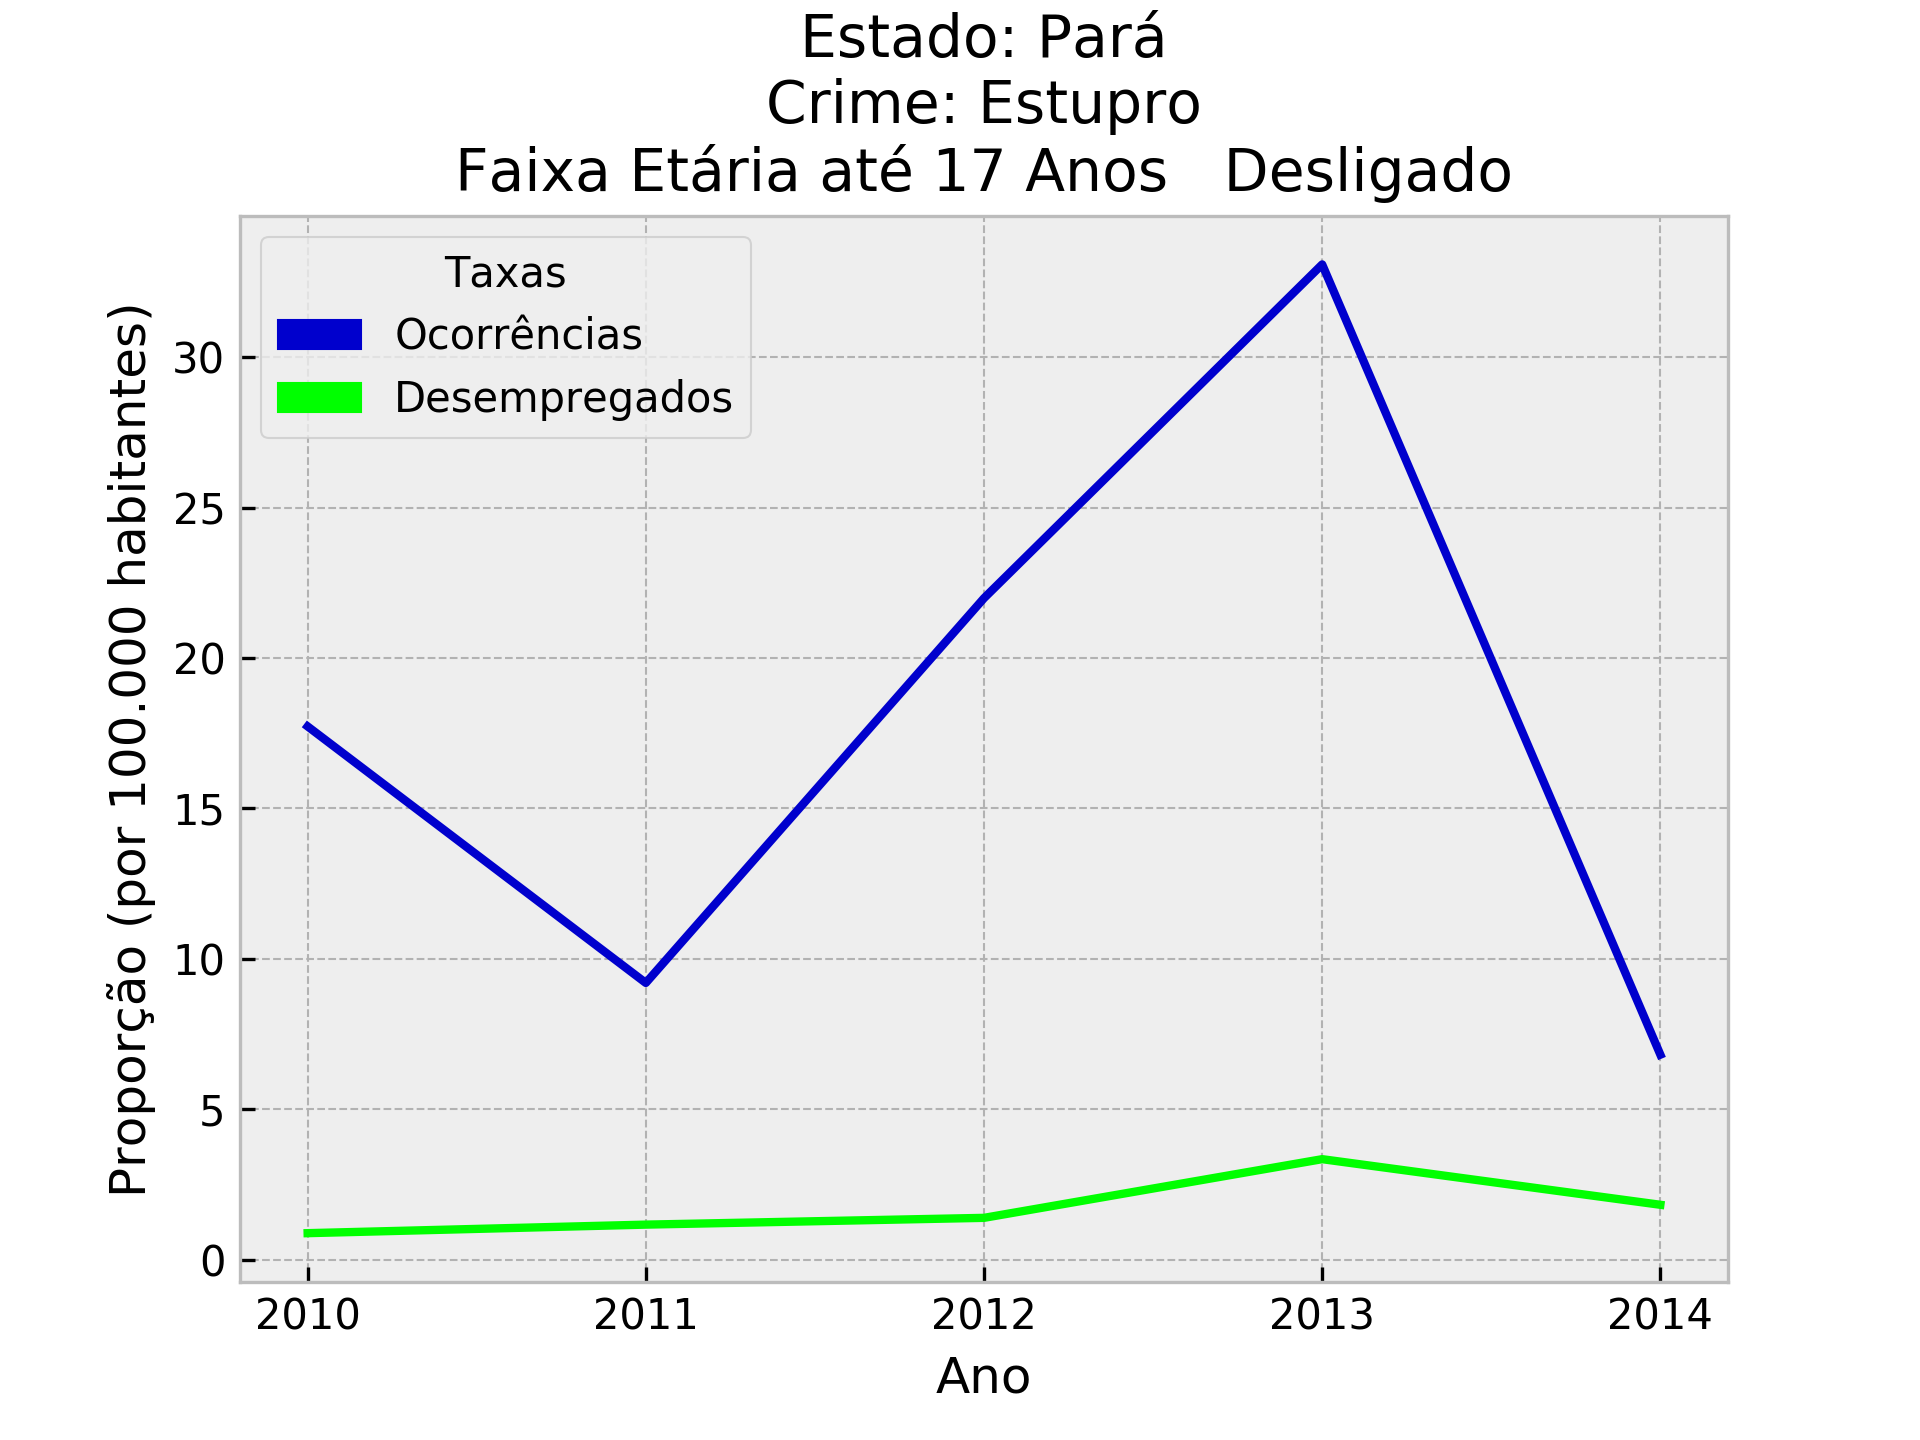 Estado: Pará
Crime: Estupro
Faixa Etária até 17 Anos   Desligado
Taxas
Ocorrências
Desempregados
Proporção (por 100.000 habitantes)
30
25
20
15
10
5
0
2010 2011 2012 2013 2014
Ano